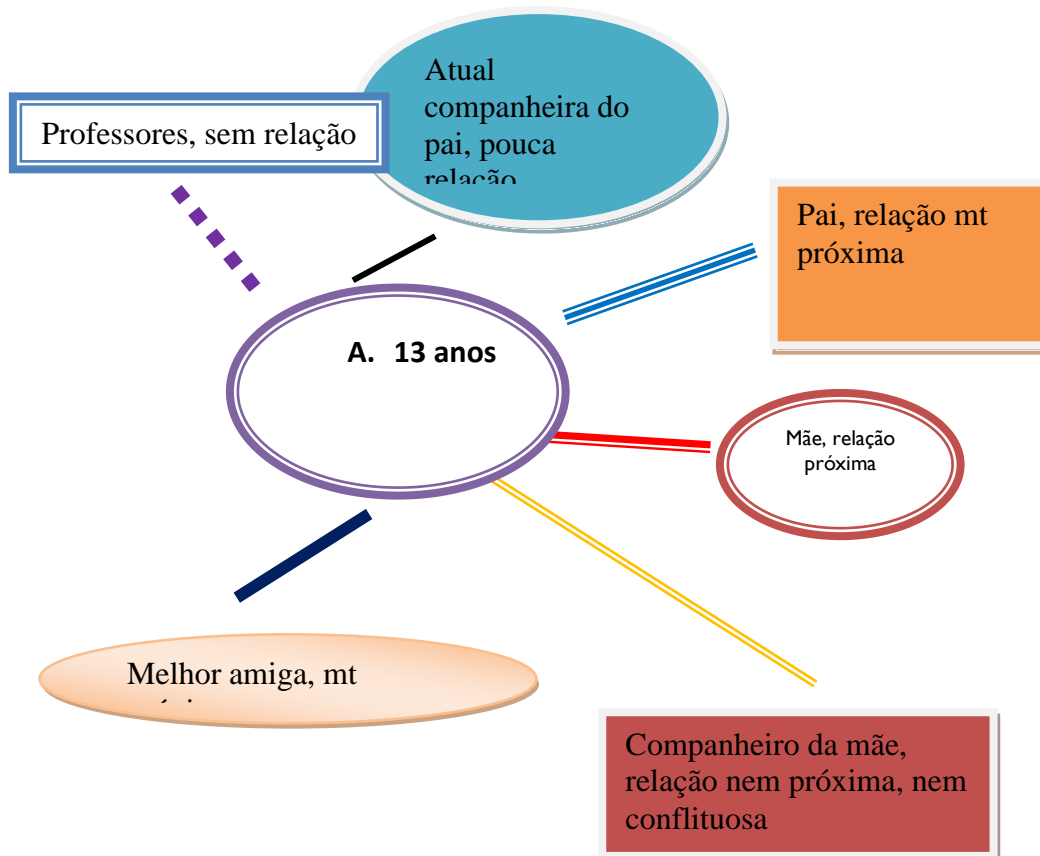 Atual
companheira do
pai, pouca
relação
Professores, sem relação
Pai, relação mt
próxima
A. 13 anos
Mãe, relação
próxima
Melhor amiga, mt
Companheiro da mãe,
relação nem próxima, nem
conflituosa